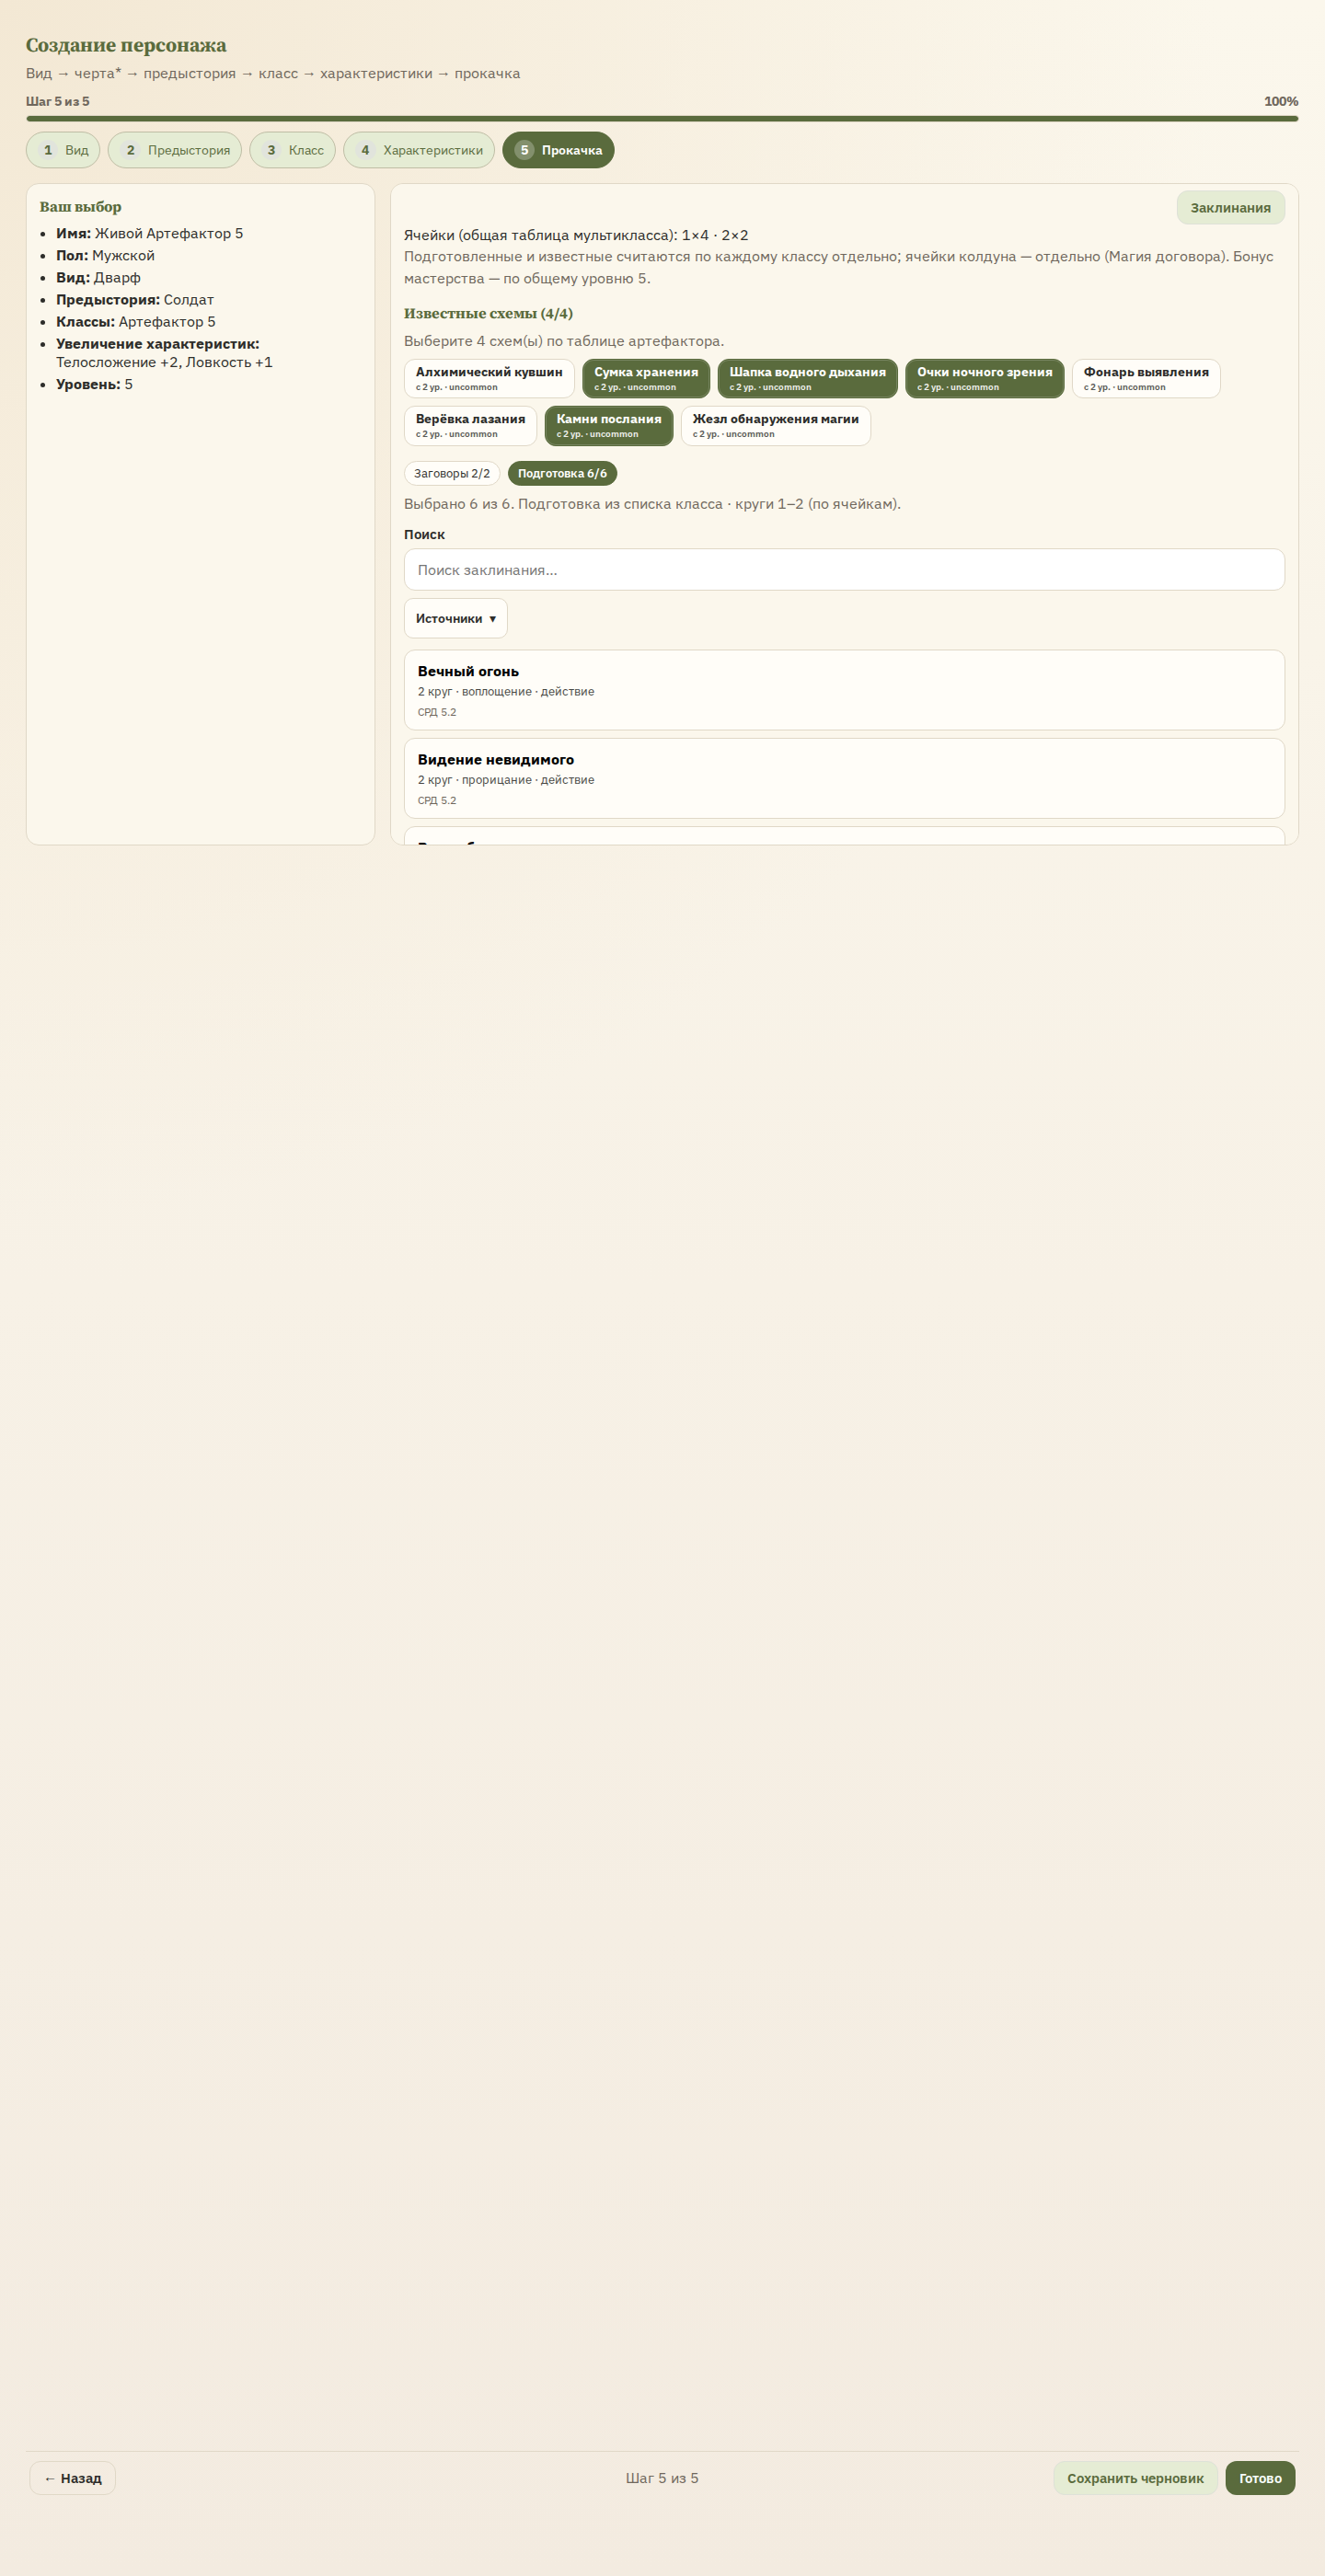 Создание персонажа
Вид → черта* → предыстория → класс → характеристики → прокачка
Шаг 5 из 5 100%
1 Вид 2 Предыстория 3 Класс 4 Характеристики 5 Прокачка
Ваш выбор
Имя: Живой Артефактор 5
Пол: Мужской
Вид: Дварф
Предыстория: Солдат
Классы: Артефактор 5
Увеличение характеристик:
Телосложение +2, Ловкость +1
Уровень: 5
Заклинания
Ячейки (общая таблица мультикласса): 1×4 · 2×2
Подготовленные и известные считаются по каждому классу отдельно; ячейки колдуна — отдельно (Магия договора). Бонус
мастерства — по общему уровню 5.
Известные схемы (4/4)
Выберите 4 схем(ы) по таблице артефактора.
Алхимический кувшин Сумка хранения Шапка водного дыхания Очки ночного зрения Фонарь выявления
с 2 ур. · uncommon с 2 ур. · uncommon с 2 ур. · uncommon с 2 ур. · uncommon с 2 ур. · uncommon
Верёвка лазания Камни послания Жезл обнаружения магии
с 2 ур. · uncommon с 2 ур. · uncommon с 2 ур. · uncommon
Заговоры 2/2 Подготовка 6/6
Выбрано 6 из 6. Подготовка из списка класса · круги 1–2 (по ячейкам).
Поиск
Поиск заклинания…
Источники ▾
Вечный огонь
2 круг · воплощение · действие
СРД 5.2
Видение невидимого
2 круг · прорицание · действие
СРД 5.2
← Назад Шаг 5 из 5 Сохранить черновик Готово